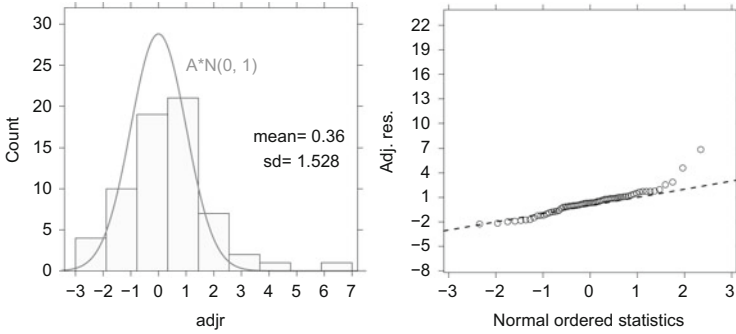 30
25
20
15
10
5
0
Count
A*N(0, 1)
mean= 0.36
sd= 1.528
−3 −2 −1 0 1 2 3 4 5 6 7
adjr
22
19
16
13
10
7
4
1
−2
−5
−8
Adj. res.
−3 −2 −1 0 1 2 3
Normal ordered statistics